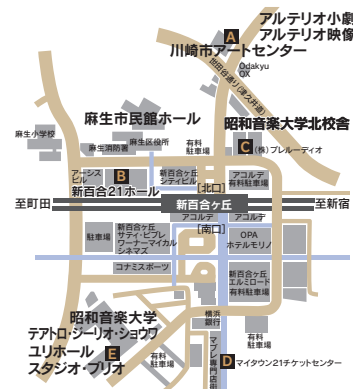 アルテリオ小劇
アルテリオ映像
A
川崎市アートセンター
Odakyu
OX
世田谷通り(津久井道)
麻生市民館ホール
昭和音楽大学北校舎
麻生小学校
麻生消防署
麻生区役所
有料
駐車場
C
(株)プレルーディオ
アーシス
ビル
B
新百合ヶ丘
シティビル
アコルデ
有料駐車場
新百合21ホール
[北口]
至町田
新百合ヶ丘
至新宿
アコルデ
アコルデ
[南口]
駐車場
新百合ヶ丘
サティ・ビブレ
ワーナーマイカル
シネマズ
OPA
ホテルモリノ
コナミスポーツ
新百合ヶ丘
エルミロード
有料駐車場
昭和音楽大学
テアトロ・ジーリオ・ショウワ
ユリホール
スタジオ・ブリオ
E
横浜
銀行
有料
駐車場
有料
駐車場
マプレ専門店街
D
マイタウン21チケットセンター